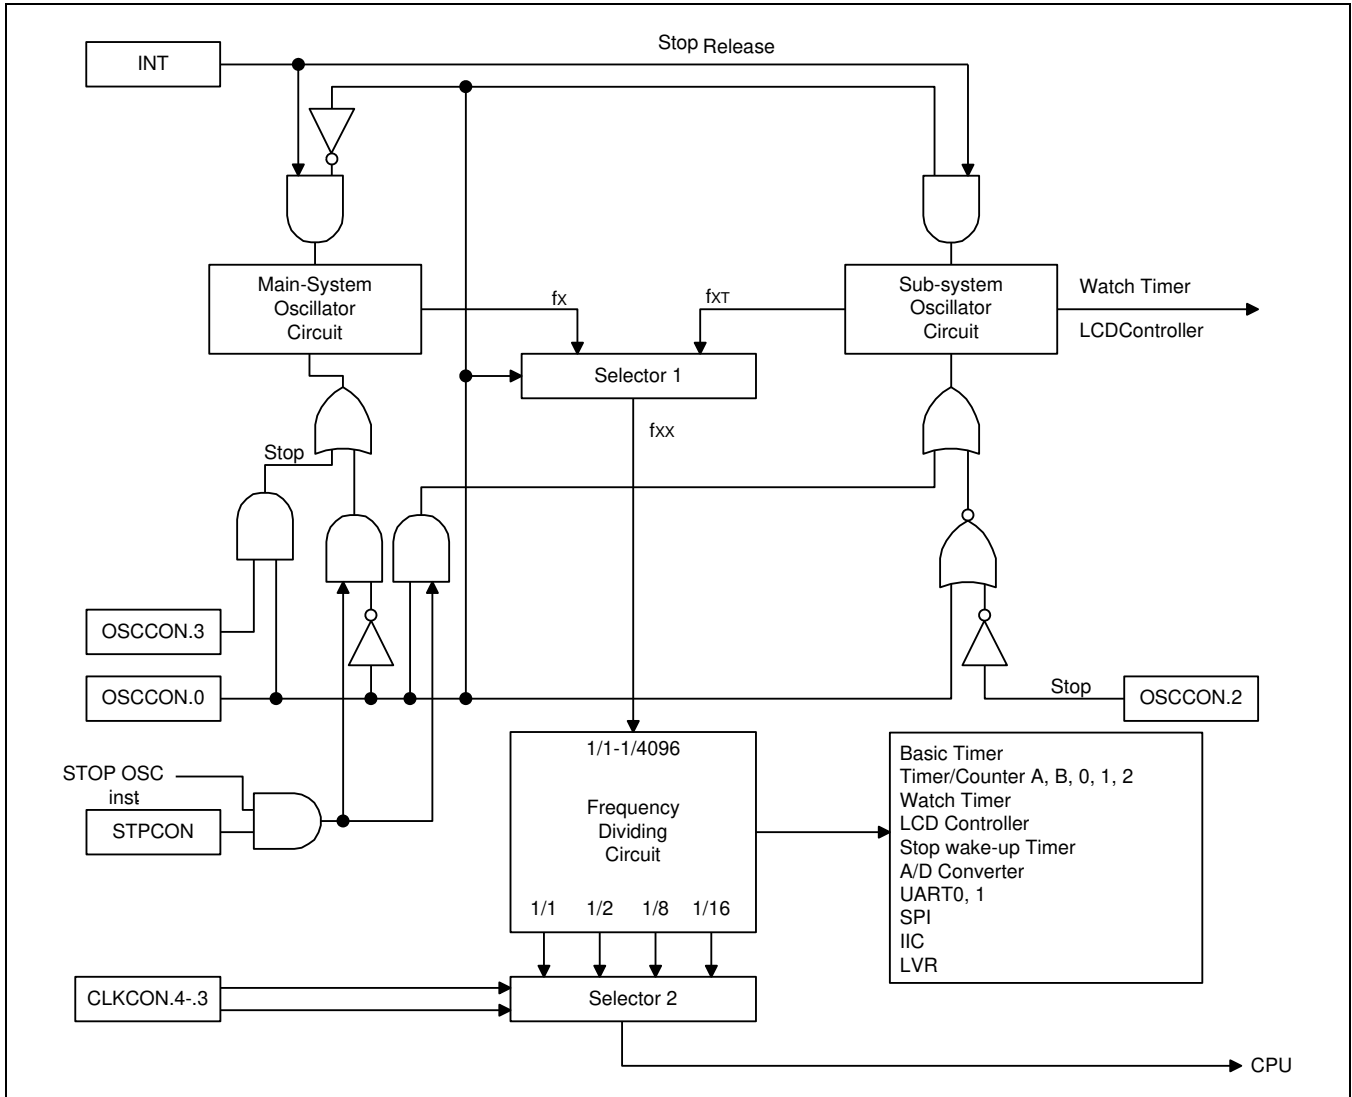 INT
Stop Release
Main-System
Oscillator
Circuit
fx
fxT
Sub-system
Oscillator
Circuit
Watch Timer
LCDController
Selector 1
fxx
Stop
OSCCON.3
OSCCON.0
Stop
OSCCON.2
STOP OSC
inst.
STPCON
1/1-1/4096
Frequency
Dividing
Circuit
1/1 1/2 1/8 1/16
Basic Timer
Timer/Counter A, B, 0, 1, 2
Watch Timer
LCD Controller
Stop wake-up Timer
A/D Converter
UART0, 1
SPI
IIC
LVR
CLKCON.4-.3
Selector 2
CPU